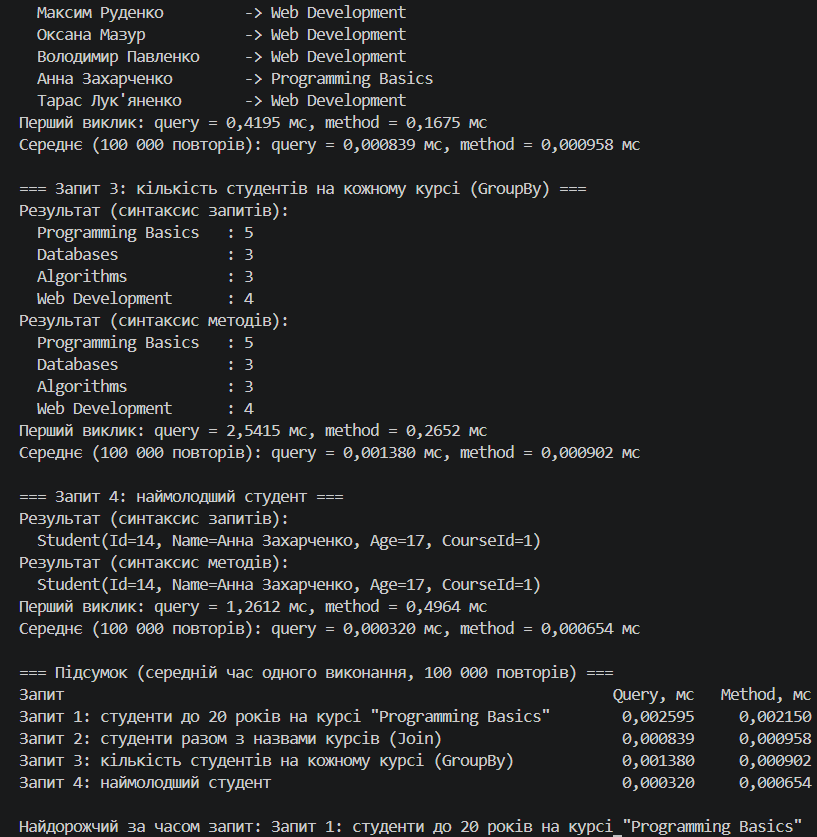 Максим Руденко -> Web Development
Оксана Мазур -> Web Development
Володимир Павленко -> Web Development
Анна Захарченко -> Programming Basics
Тарас Лук'яненко -> Web Development
Перший виклик: query = 0,4195 мс, method = 0,1675 мс
Середнє (100 000 повторів): query = 0,000839 мс, method = 0,000958 мс
=== Запит 3: кількість студентів на кожному курсі (GroupBy) ===
Результат (синтаксис запитів):
Programming Basics : 5
Databases : 3
Algorithms : 3
Web Development : 4
Результат (синтаксис методів):
Programming Basics : 5
Databases : 3
Algorithms : 3
Web Development : 4
Перший виклик: query = 2,5415 мс, method = 0,2652 мс
Середнє (100 000 повторів): query = 0,001380 мс, method = 0,000902 мс
=== Запит 4: наймолодший студент ===
Результат (синтаксис запитів):
Student(Id=14, Name=Анна Захарченко, Age=17, CourseId=1)
Результат (синтаксис методів):
Student(Id=14, Name=Анна Захарченко, Age=17, CourseId=1)
Перший виклик: query = 1,2612 мс, method = 0,4964 мс
Середнє (100 000 повторів): query = 0,000320 мс, method = 0,000654 мс
=== Підсумок (середній час одного виконання, 100 000 повторів) ===
Запит Query, мс Method, мс
Запит 1: студенти до 20 років на курсі "Programming Basics" 0,002595 0,002150
Запит 2: студенти разом з назвами курсів (Join) 0,000839 0,000958
Запит 3: кількість студентів на кожному курсі (GroupBy) 0,001380 0,000902
Запит 4: наймолодший студент 0,000320 0,000654
Найдорожчий за часом запит: Запит 1: студенти до 20 років на курсі "Programming Basics"